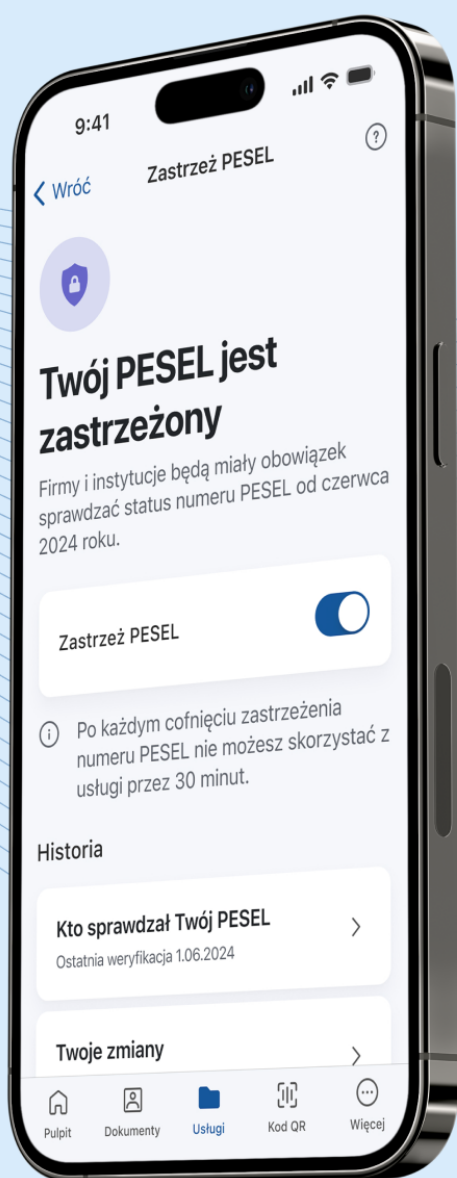 9:41
Wróć
Zastrzeż PESEL
Twój PESEL jest
zastrzeżony
Firmy i instytucje będą miały obowiązek
sprawdzać status numeru PESEL od czerwca
2024 roku.
Zastrzeż PESEL
Po każdym cofnięciu zastrzeżenia
numeru PESEL nie możesz skorzystać z
usługi przez 30 minut.
Historia
Kto sprawdzał Twój PESEL
Ostatnia weryfikacja 1.06.2024
Twoje zmiany
Pulpit
Dokumenty
Usługi
Kod QR
Więcej